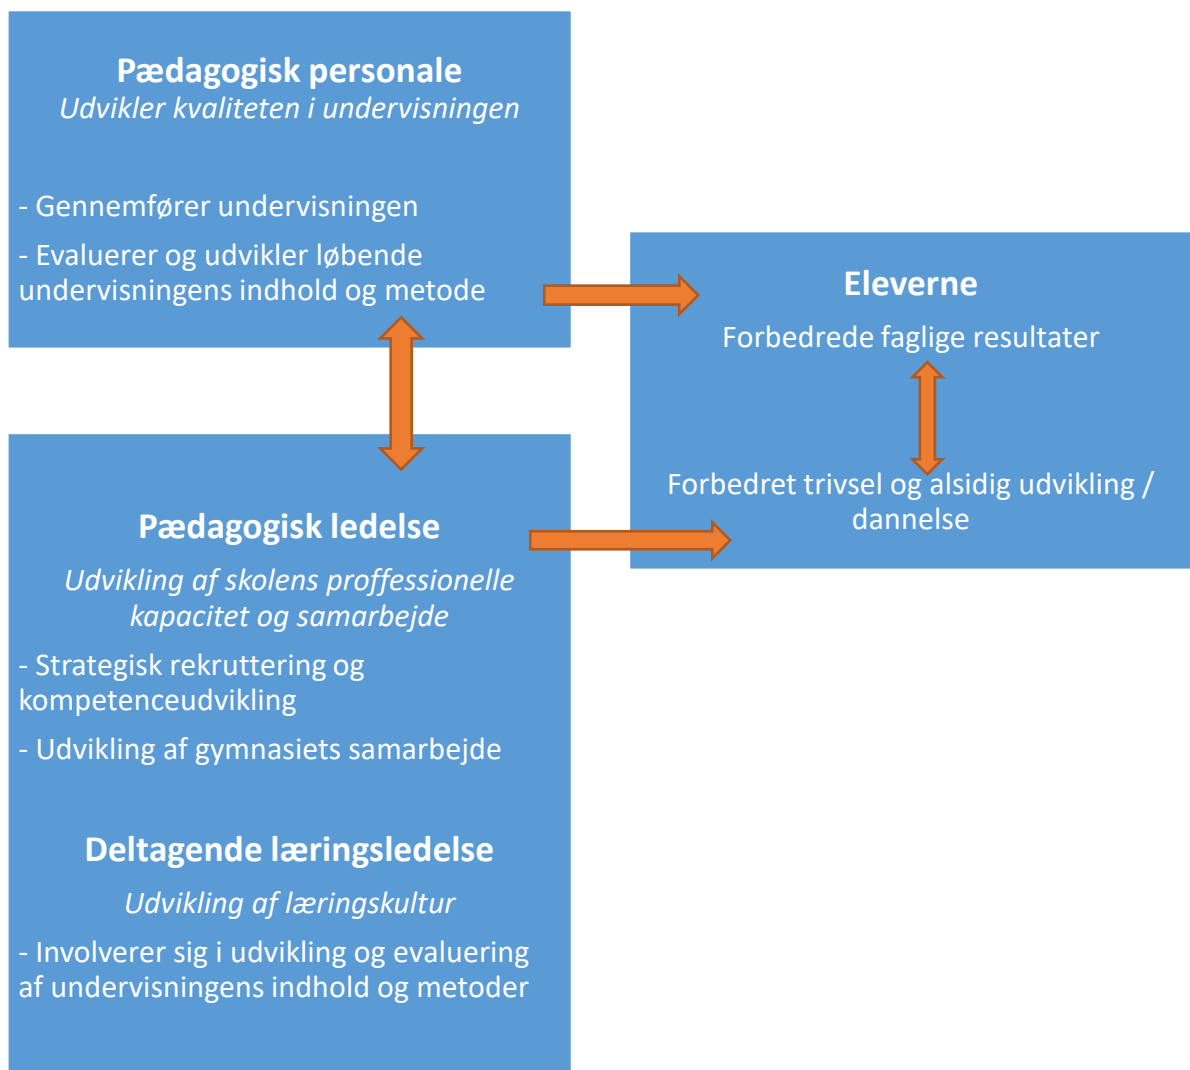 Pædagogisk personale
Udvikler kvaliteten i undervisningen
- Gennemfører undervisningen
- Evaluerer og udvikler løbende
undervisningens indhold og metode
Eleverne
Forbedrede faglige resultater
Forbedret trivsel og alsidig udvikling /
dannelse
Pædagogisk ledelse
Udvikling af skolens proffessionelle
kapacitet og samarbejde
- Strategisk rekruttering og
kompetenceudvikling
- Udvikling af gymnasiets samarbejde
Deltagende læringsledelse
Udvikling af læringskultur
- Involverer sig i udvikling og evaluering
af undervisningens indhold og metoder